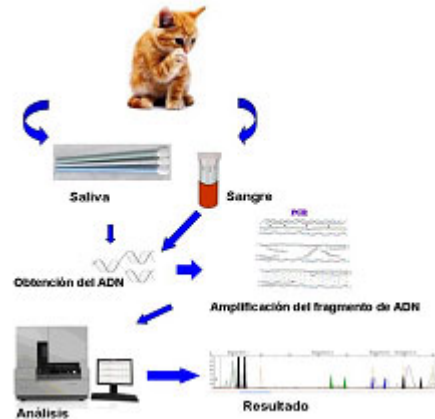 Saliva
Sangre
PCR
Obtención del ADN
Amplificación del fragmento de ADN
Análisis
Resultado